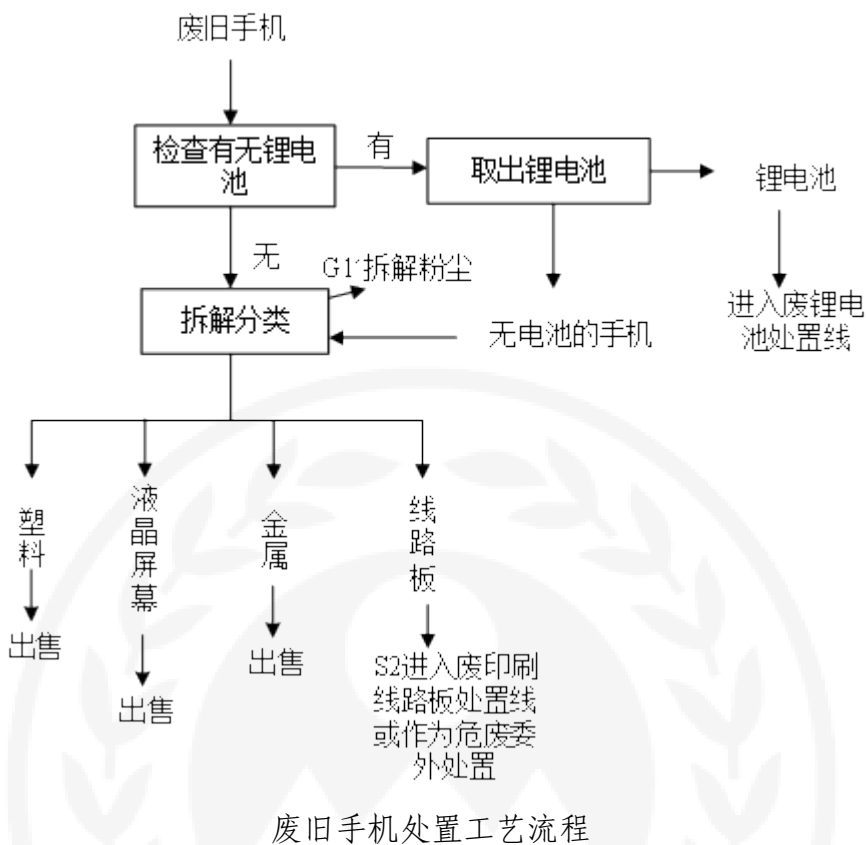 废旧手机
检查有无锂电
池
有
取出锂电池
锂电池
无
G1'拆解粉尘
拆解分类
无电池的手机
进入废锂电
池处置线
塑料
液晶屏幕
金属
线路板
出售
出售
出售
S2进入废印刷
线路板处置线
或作为危废委
外处置
废旧手机处置工艺流程